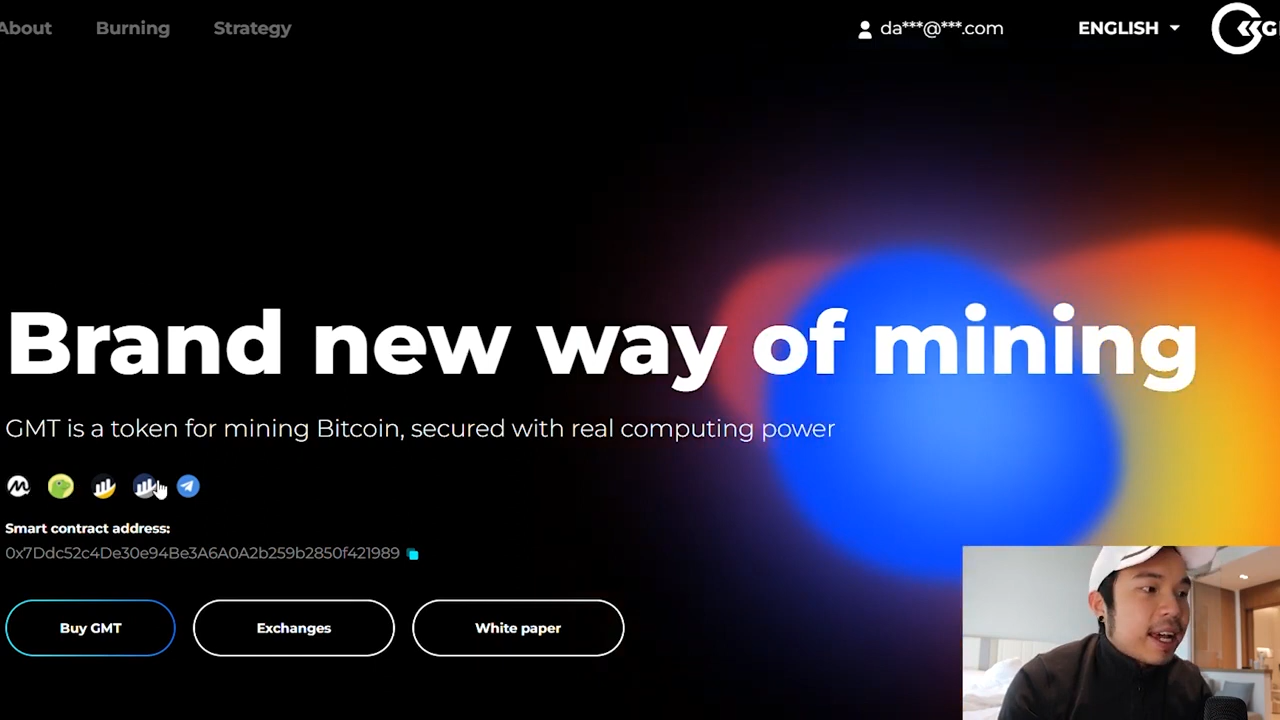 About Burning Strategy da***@***.com ENGLISH G
Brand new way of mining
GMT is a token for mining Bitcoin, secured with real computing power
Smart contract address:
0x7Ddc52c4De30e94Be3A6A0A2b259b2850f421989
Buy GMT Exchanges White paper